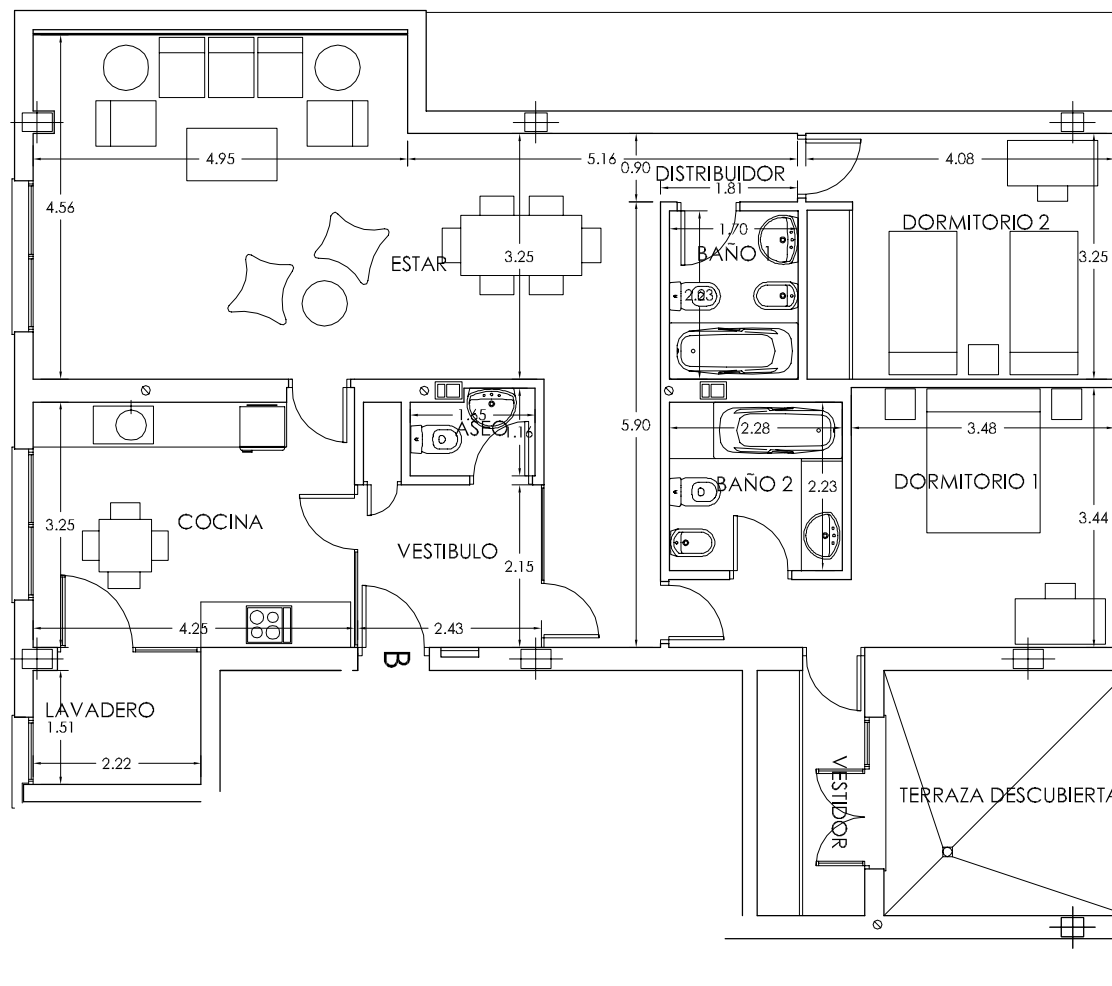 4.95
5.16
0.90
DISTRIBUIDOR
1.81
4.08
4.56
DORMITORIO 2
1.70
BAÑO 1
ESTAR
3.25
3.25
5.90
1.65
ASEO
1.16
2.28
3.48
BAÑO 2
2.23
DORMITORIO 1
3.25
COCINA
VESTIBULO
2.15
3.44
4.25
2.43
B
LAVADERO
1.51
2.22
VESTIDOR
TERRAZA DESCUBIERTA